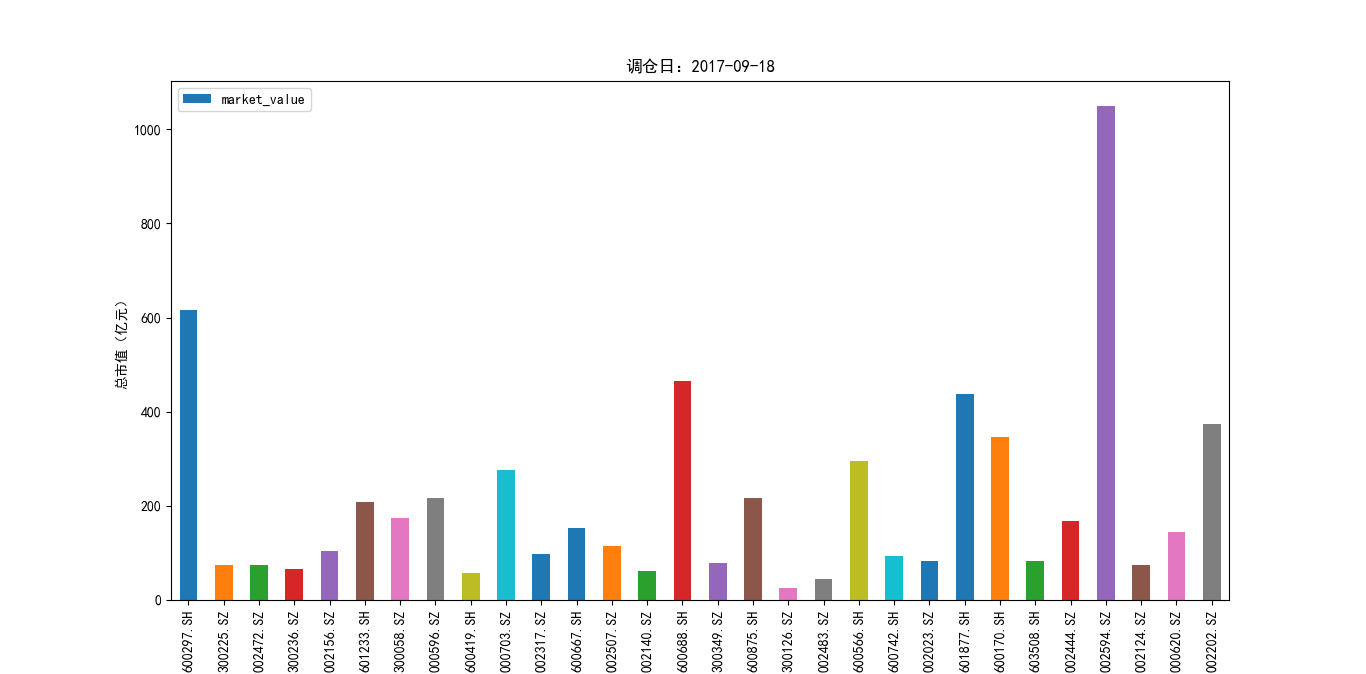 调仓日：2017-09-18
market_value
总市值（亿元）
1000
800
600
400
200
0
600297.SH
300225.SZ
002472.SZ
300236.SZ
002156.SZ
601233.SH
300058.SZ
000596.SZ
600419.SH
000703.SZ
002317.SZ
600667.SH
002507.SZ
002140.SZ
600688.SH
300349.SZ
600875.SH
300126.SZ
002483.SZ
600566.SH
600742.SH
002023.SZ
601877.SH
600170.SH
603508.SH
002444.SZ
002594.SZ
002124.SZ
000620.SZ
002202.SZ